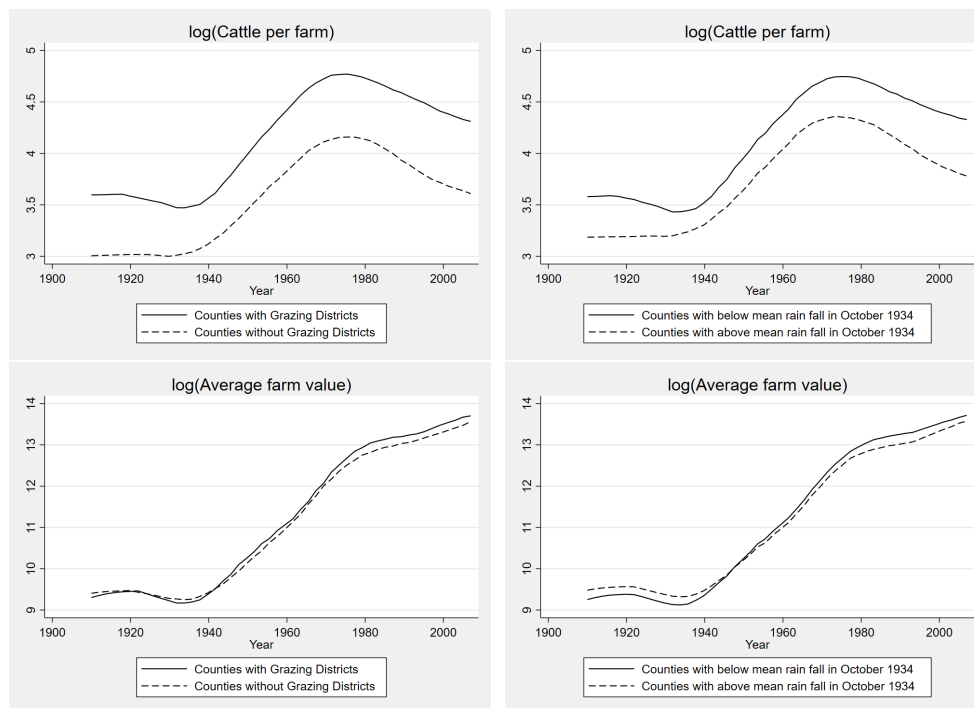 log(Cattle per farm)
5
4.5
4
3.5
3
1900 1920 1940 1960 1980 2000
Year
Counties with Grazing Districts
Counties without Grazing Districts
log(Cattle per farm)
5
4.5
4
3.5
3
1900 1920 1940 1960 1980 2000
Year
Counties with below mean rain fall in October 1934
Counties with above mean rain fall in October 1934
log(Average farm value)
14
13
12
11
10
9
1900 1920 1940 1960 1980 2000
Year
Counties with Grazing Districts
Counties without Grazing Districts
log(Average farm value)
14
13
12
11
10
9
1900 1920 1940 1960 1980 2000
Year
Counties with below mean rain fall in October 1934
Counties with above mean rain fall in October 1934